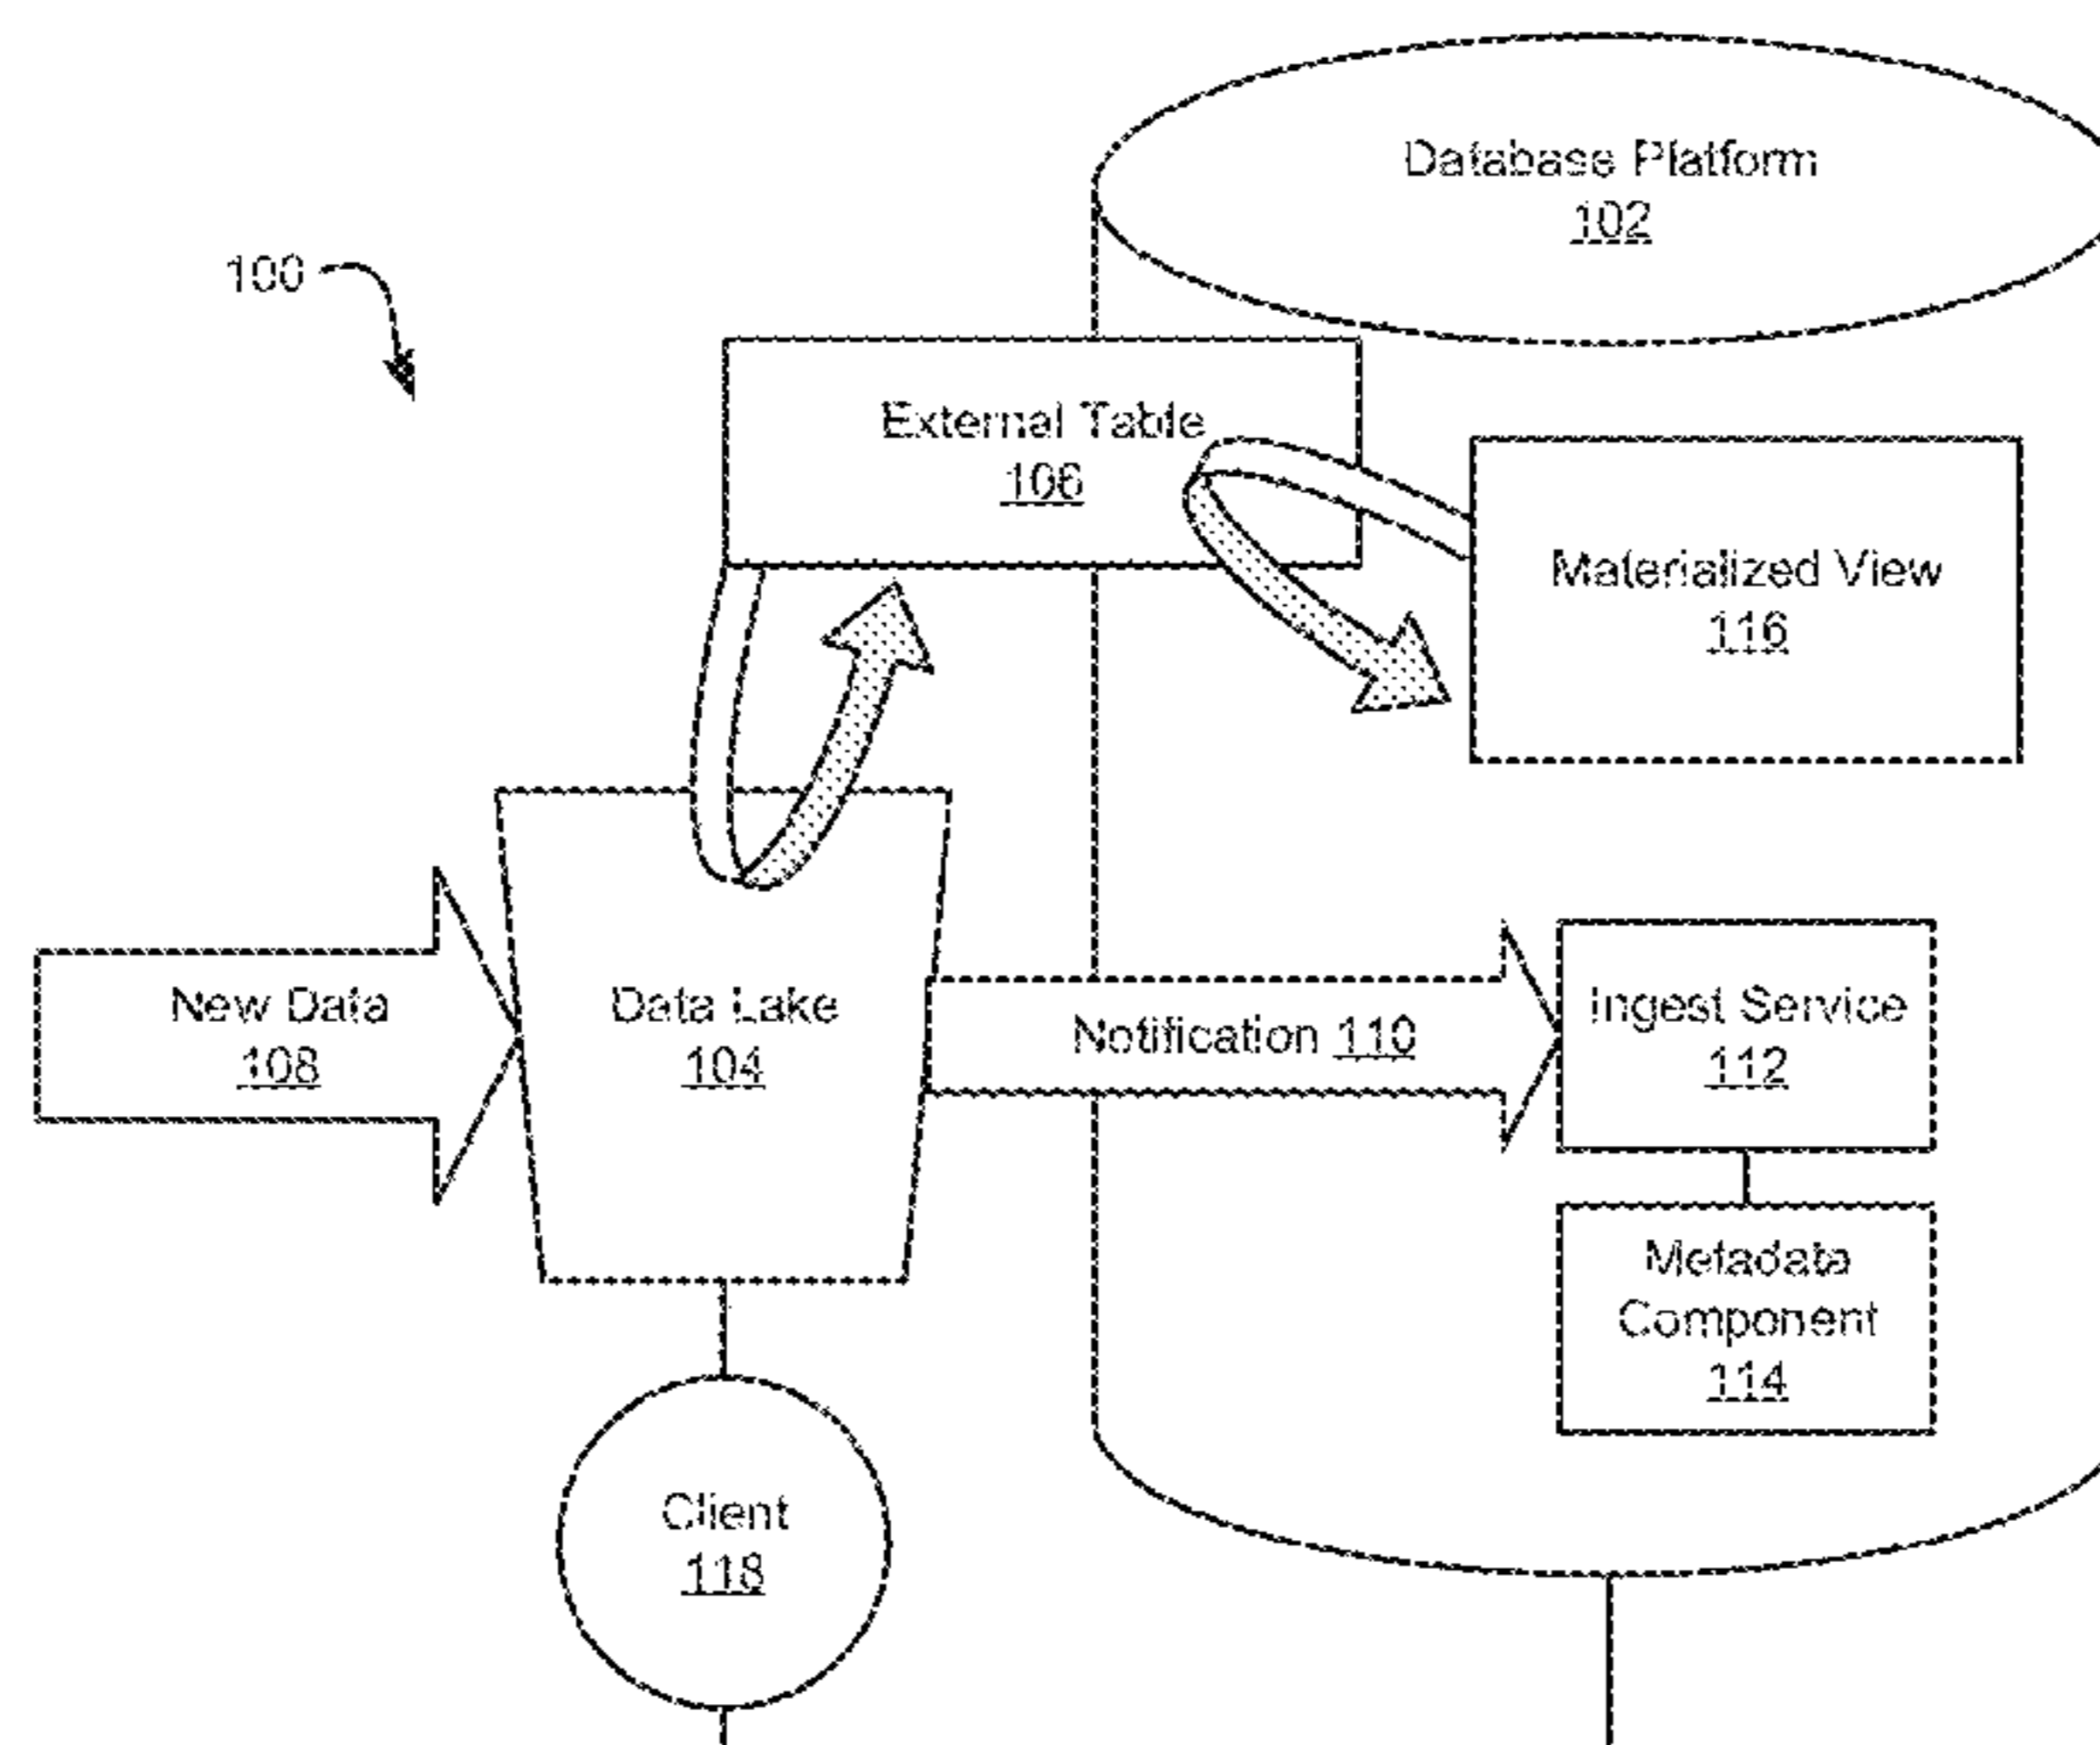 Database Platform
102
100
External Table
106
Materialized View
116
New Data
108
Data Lake
104
Notification 110
Ingest Service
112
Metadata
Component
114
Client
118